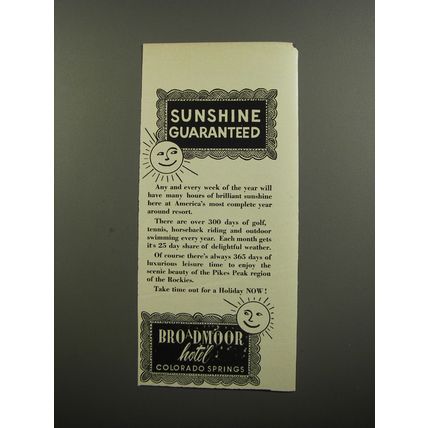 SUNSHINE
GUARANTEED
Any and every week of the year will
have many hours of brilliant sunshine
here at America's most complete year
around resort.
There are over 300 days of golf,
tennis, horseback riding and outdoor
swimming every year. Each month gets
it's 25 day share of delightful weather.
Of course there's always 365 days of
luxurious leisure time to enjoy the
scenic beauty of the Pikes Peak region
of the Rockies.
Take time out for a Holiday NOW!
BROADMOOR
hotel
COLORADO SPRINGS